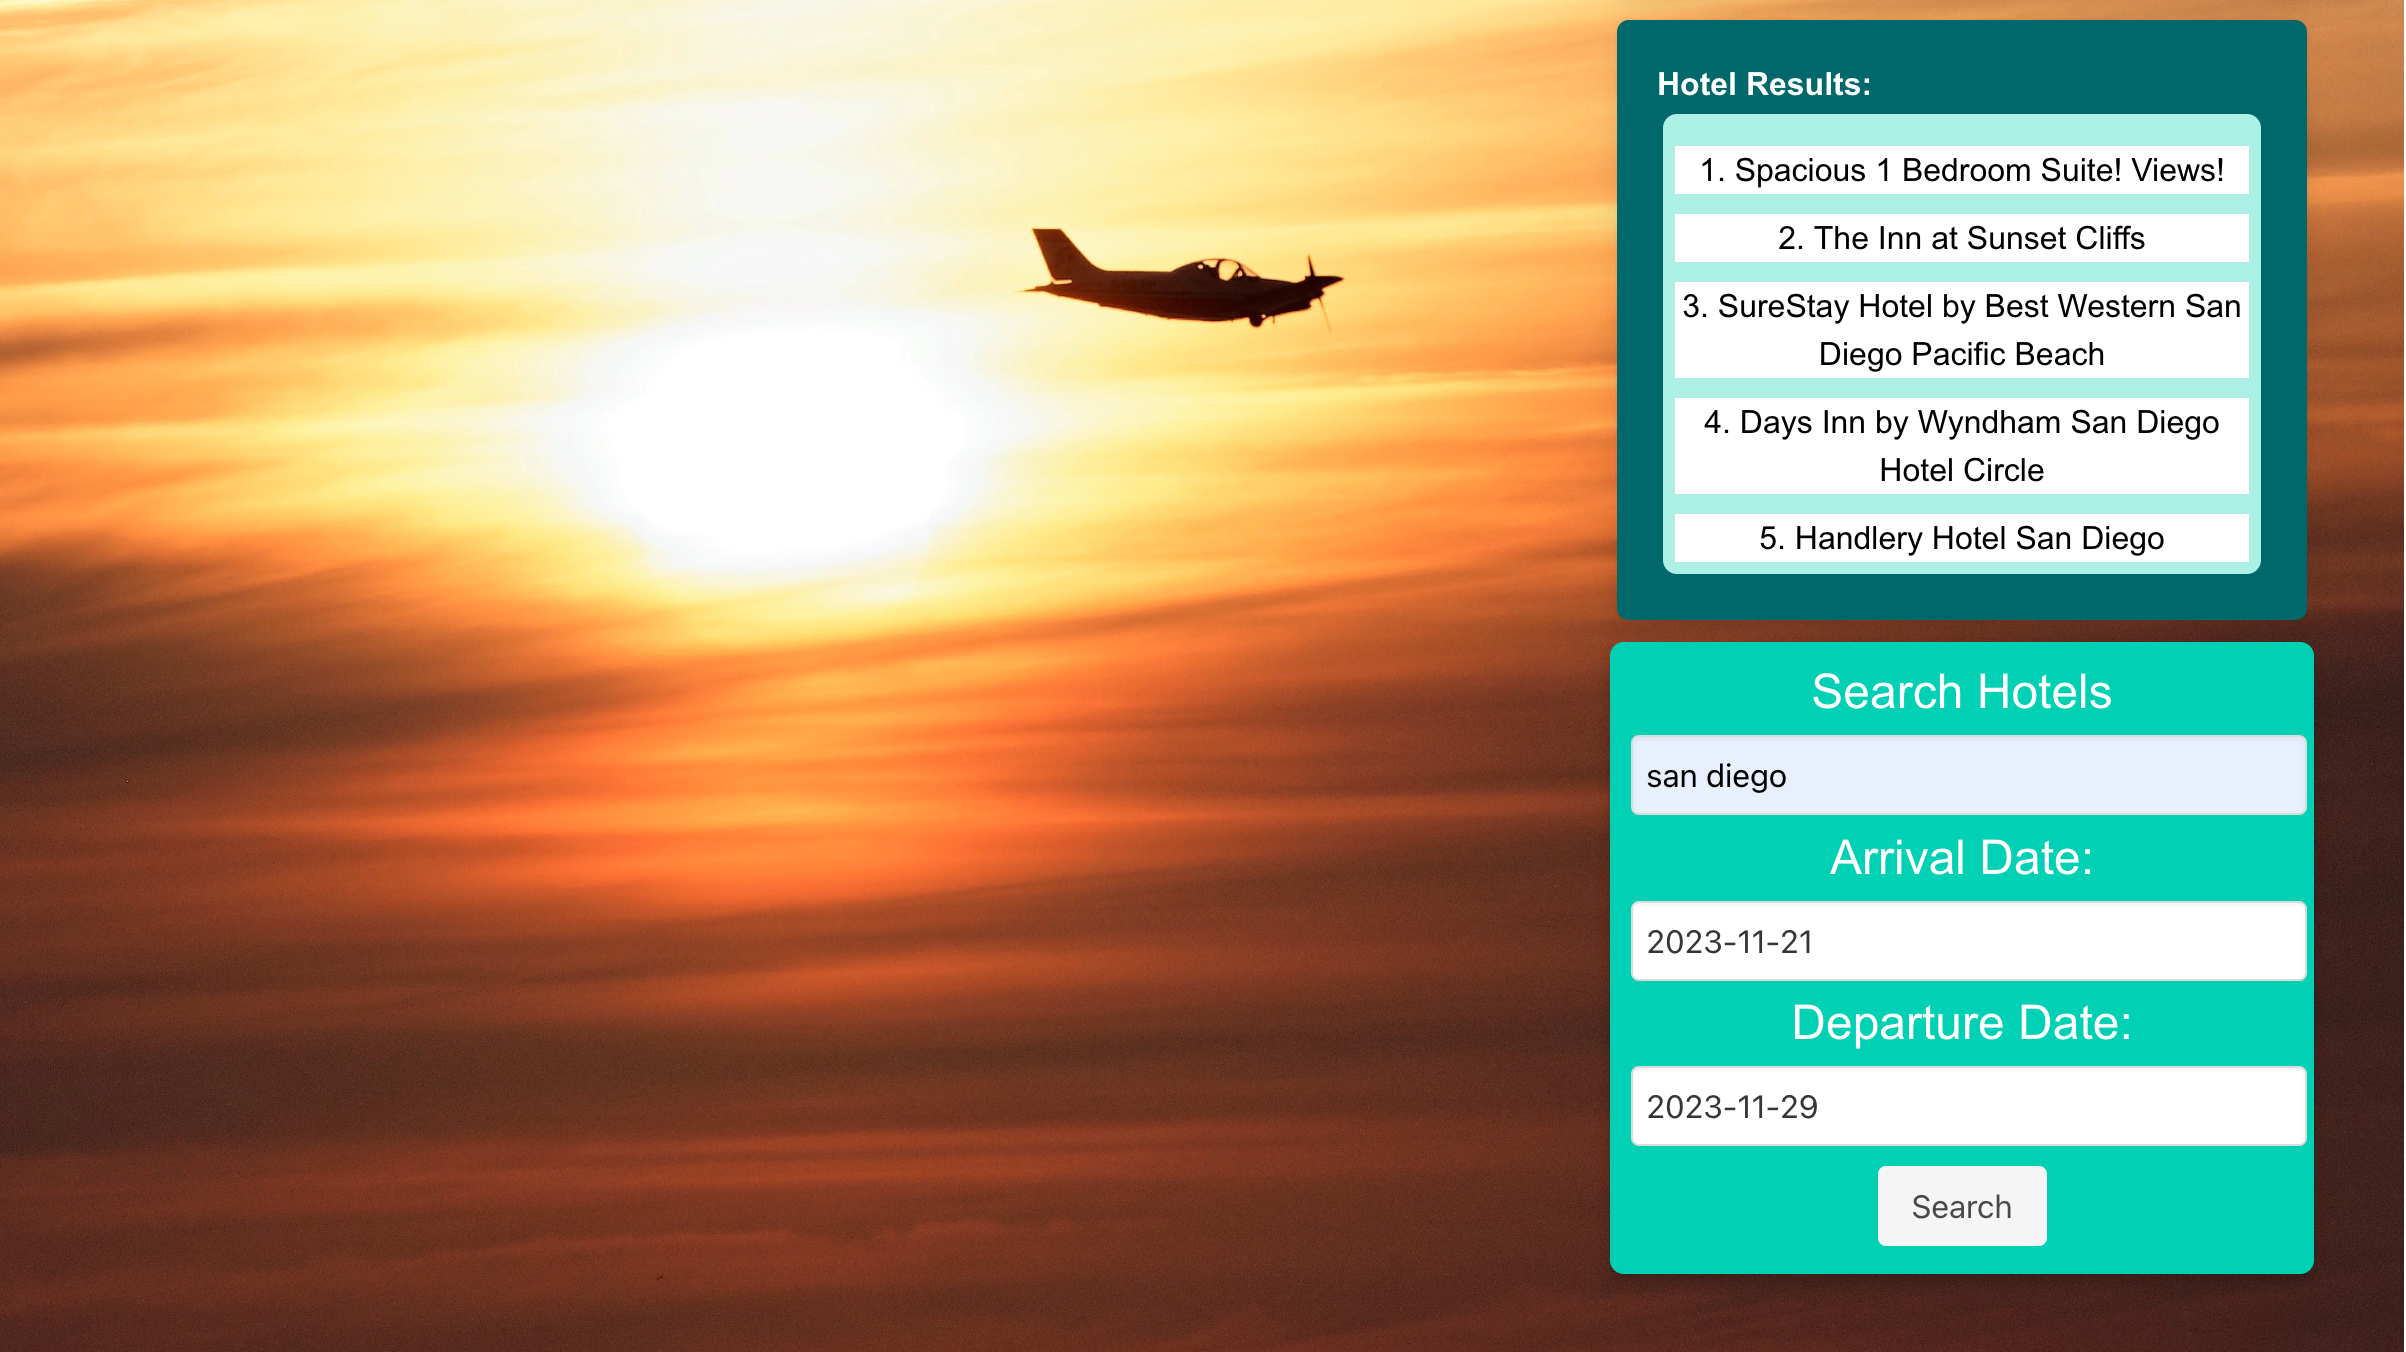 Hotel Results:
1. Spacious 1 Bedroom Suite! Views!
2. The Inn at Sunset Cliffs
3. SureStay Hotel by Best Western San
Diego Pacific Beach
4. Days Inn by Wyndham San Diego
Hotel Circle
5. Handlery Hotel San Diego
Search Hotels
san diego
Arrival Date:
2023-11-21
Departure Date:
2023-11-29
Search